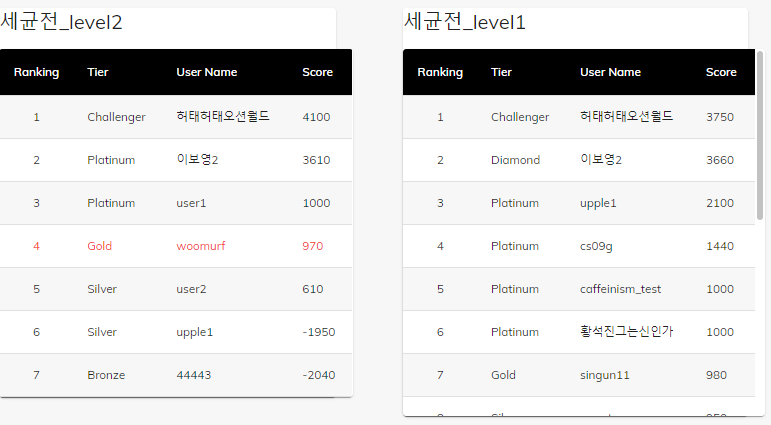 세균전_level2
Ranking Tier User Name Score
1 Challenger 허태허태오션월드 4100
2 Platinum 이보영2 3610
3 Platinum user1 1000
4 Gold woomurf 970
5 Silver user2 610
6 Silver upple1 -1950
7 Bronze 44443 -2040
세균전_level1
Ranking Tier User Name Score
1 Challenger 허태허태오션월드 3750
2 Diamond 이보영2 3660
3 Platinum upple1 2100
4 Platinum cs09g 1440
5 Platinum caffeinism_test 1000
6 Platinum 황석진그는신인가 1000
7 Gold singun11 980